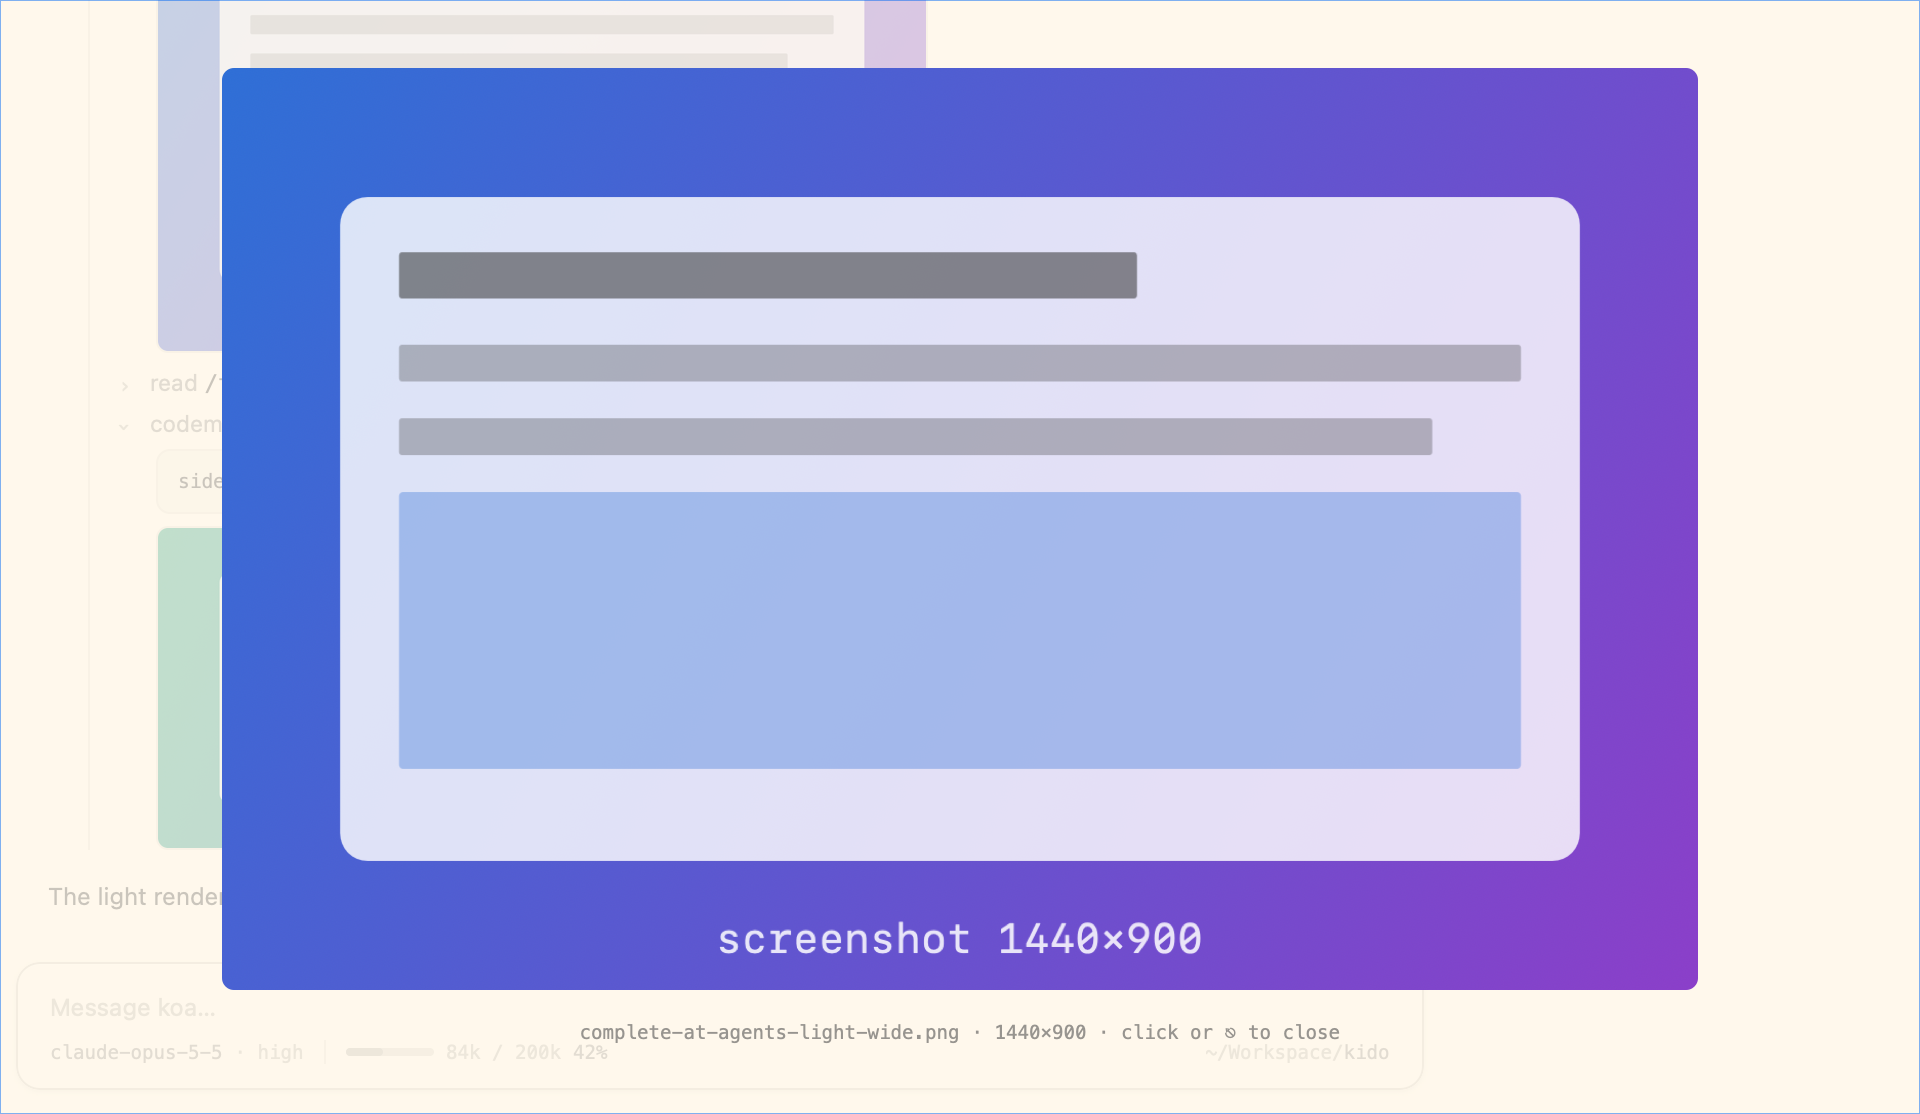 read /
codem
side
The light render
screenshot 1440×900
Message koa...
complete-at-agents-light-wide.png · 1440×900 · click or ⎋ to close
claude-opus-5-5 · high 84k / 200k 42% ~/Workspace/kido